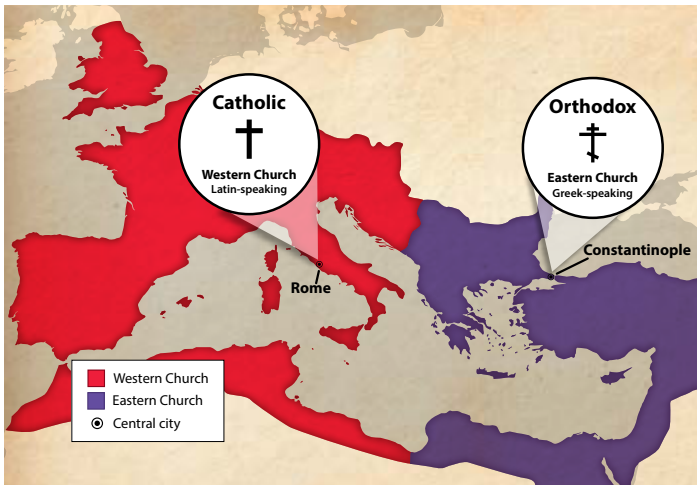 Catholic
Western Church
Latin-speaking
Orthodox
Eastern Church
Greek-speaking
Constantinople
Rome
Western Church
Eastern Church
Central city